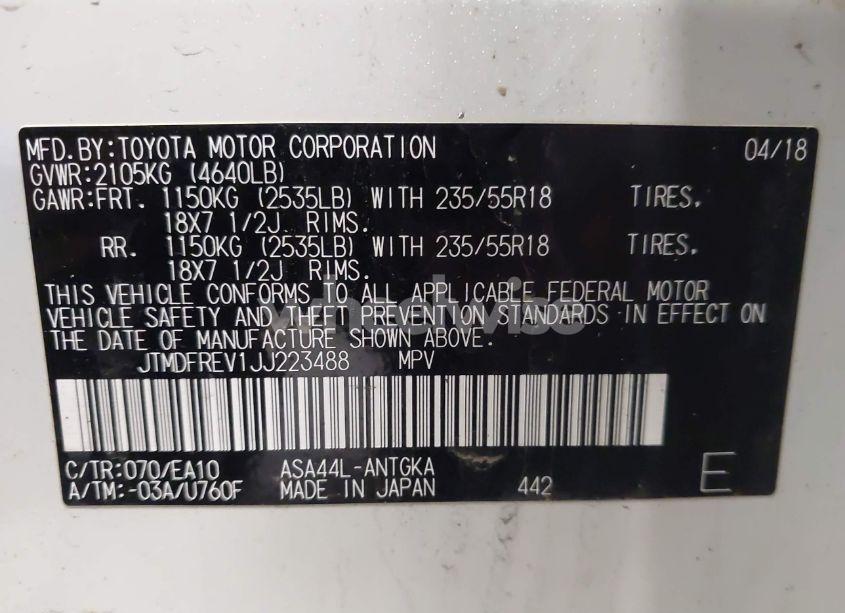 MFD.BY:TOYOTA MOTOR CORPORATION 04/18
GVWR:2105KG (4640LB)
GAWR:FRT. 1150KG (2535LB) WITH 235/55R18 TIRES.
18X7 1/2J RIMS.
RR. 1150KG (2535LB) WITH 235/55R18 TIRES.
18X7 1/2J RIMS.
THIS VEHICLE CONFORMS TO ALL APPLICABLE FEDERAL MOTOR
VEHICLE SAFETY AND THEFT PREVENTION STANDARDS IN EFFECT ON
THE DATE OF MANUFACTURE SHOWN ABOVE.
JTMDFREV1JJ223488 MPV
C/TR:070/EA10 ASA44L-ANTGKA
A/TM:-03A/U760F MADE IN JAPAN 442 E